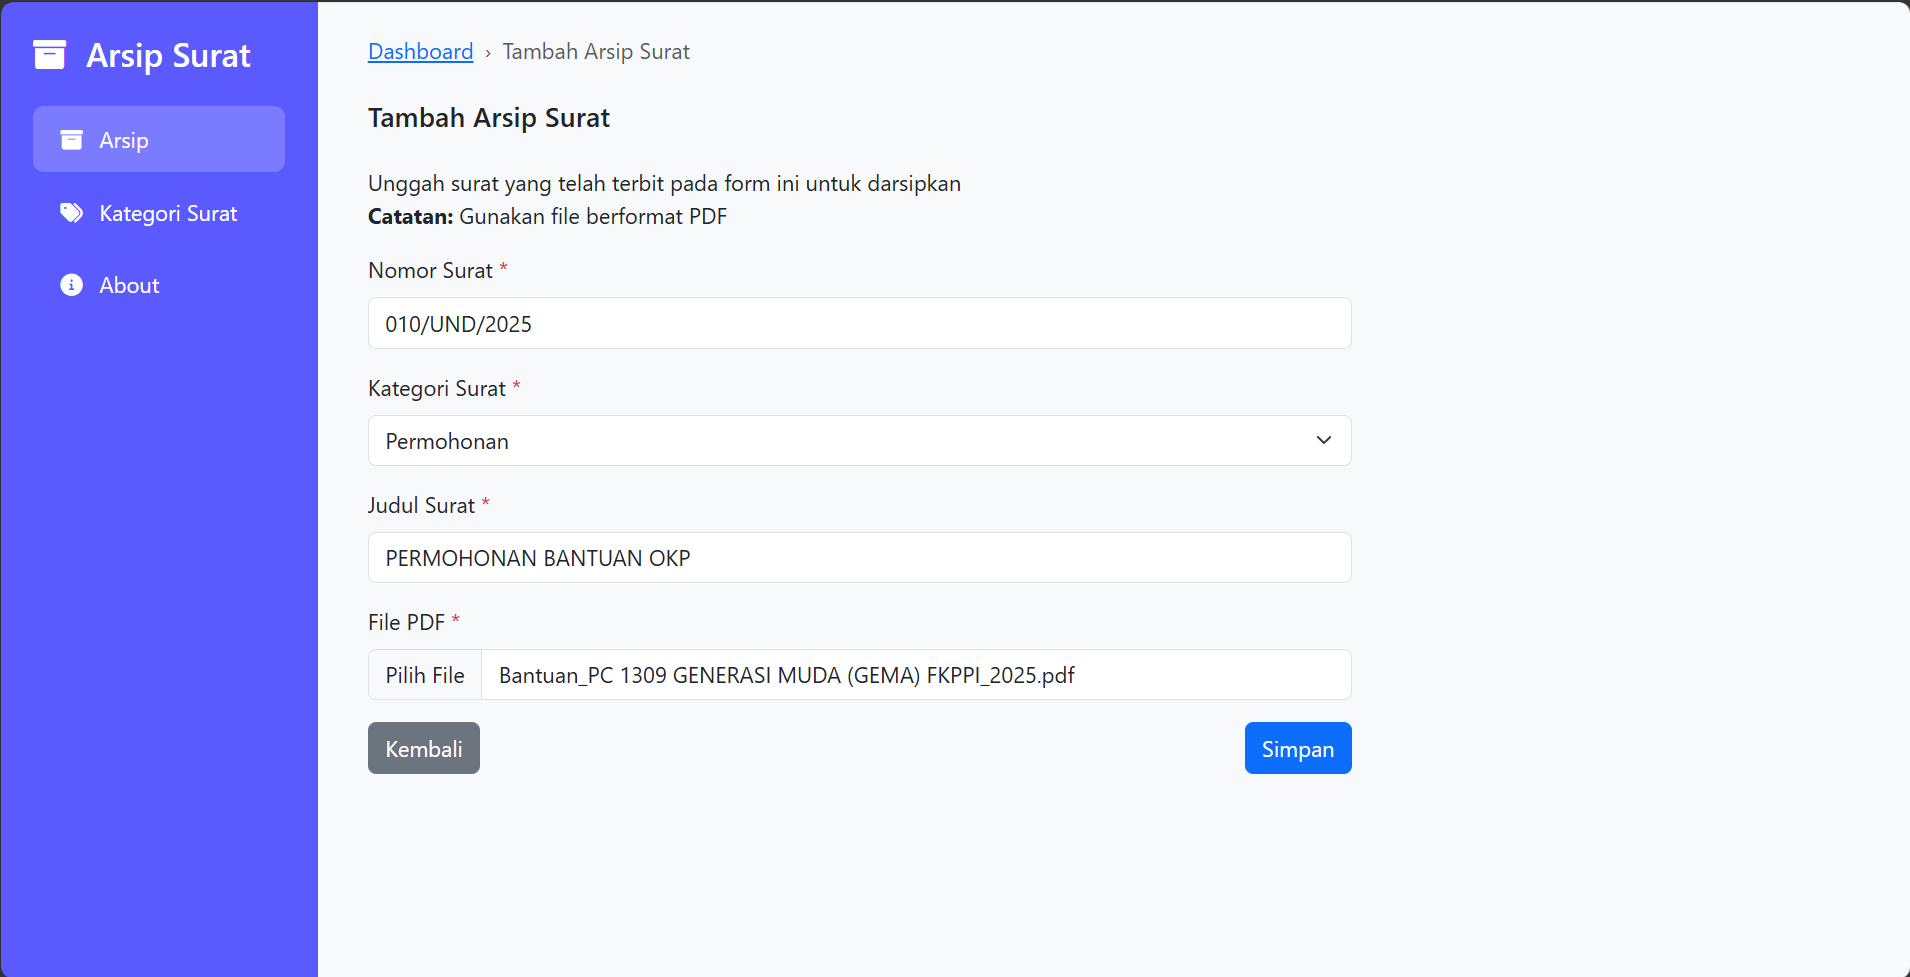 Arsip Surat
Arsip
Kategori Surat
About
Dashboard › Tambah Arsip Surat
Tambah Arsip Surat
Unggah surat yang telah terbit pada form ini untuk darsipkan
Catatan: Gunakan file berformat PDF
Nomor Surat *
010/UND/2025
Kategori Surat *
Permohonan
Judul Surat *
PERMOHONAN BANTUAN OKP
File PDF *
Pilih File Bantuan_PC 1309 GENERASI MUDA (GEMA) FKPPI_2025.pdf
Kembali Simpan